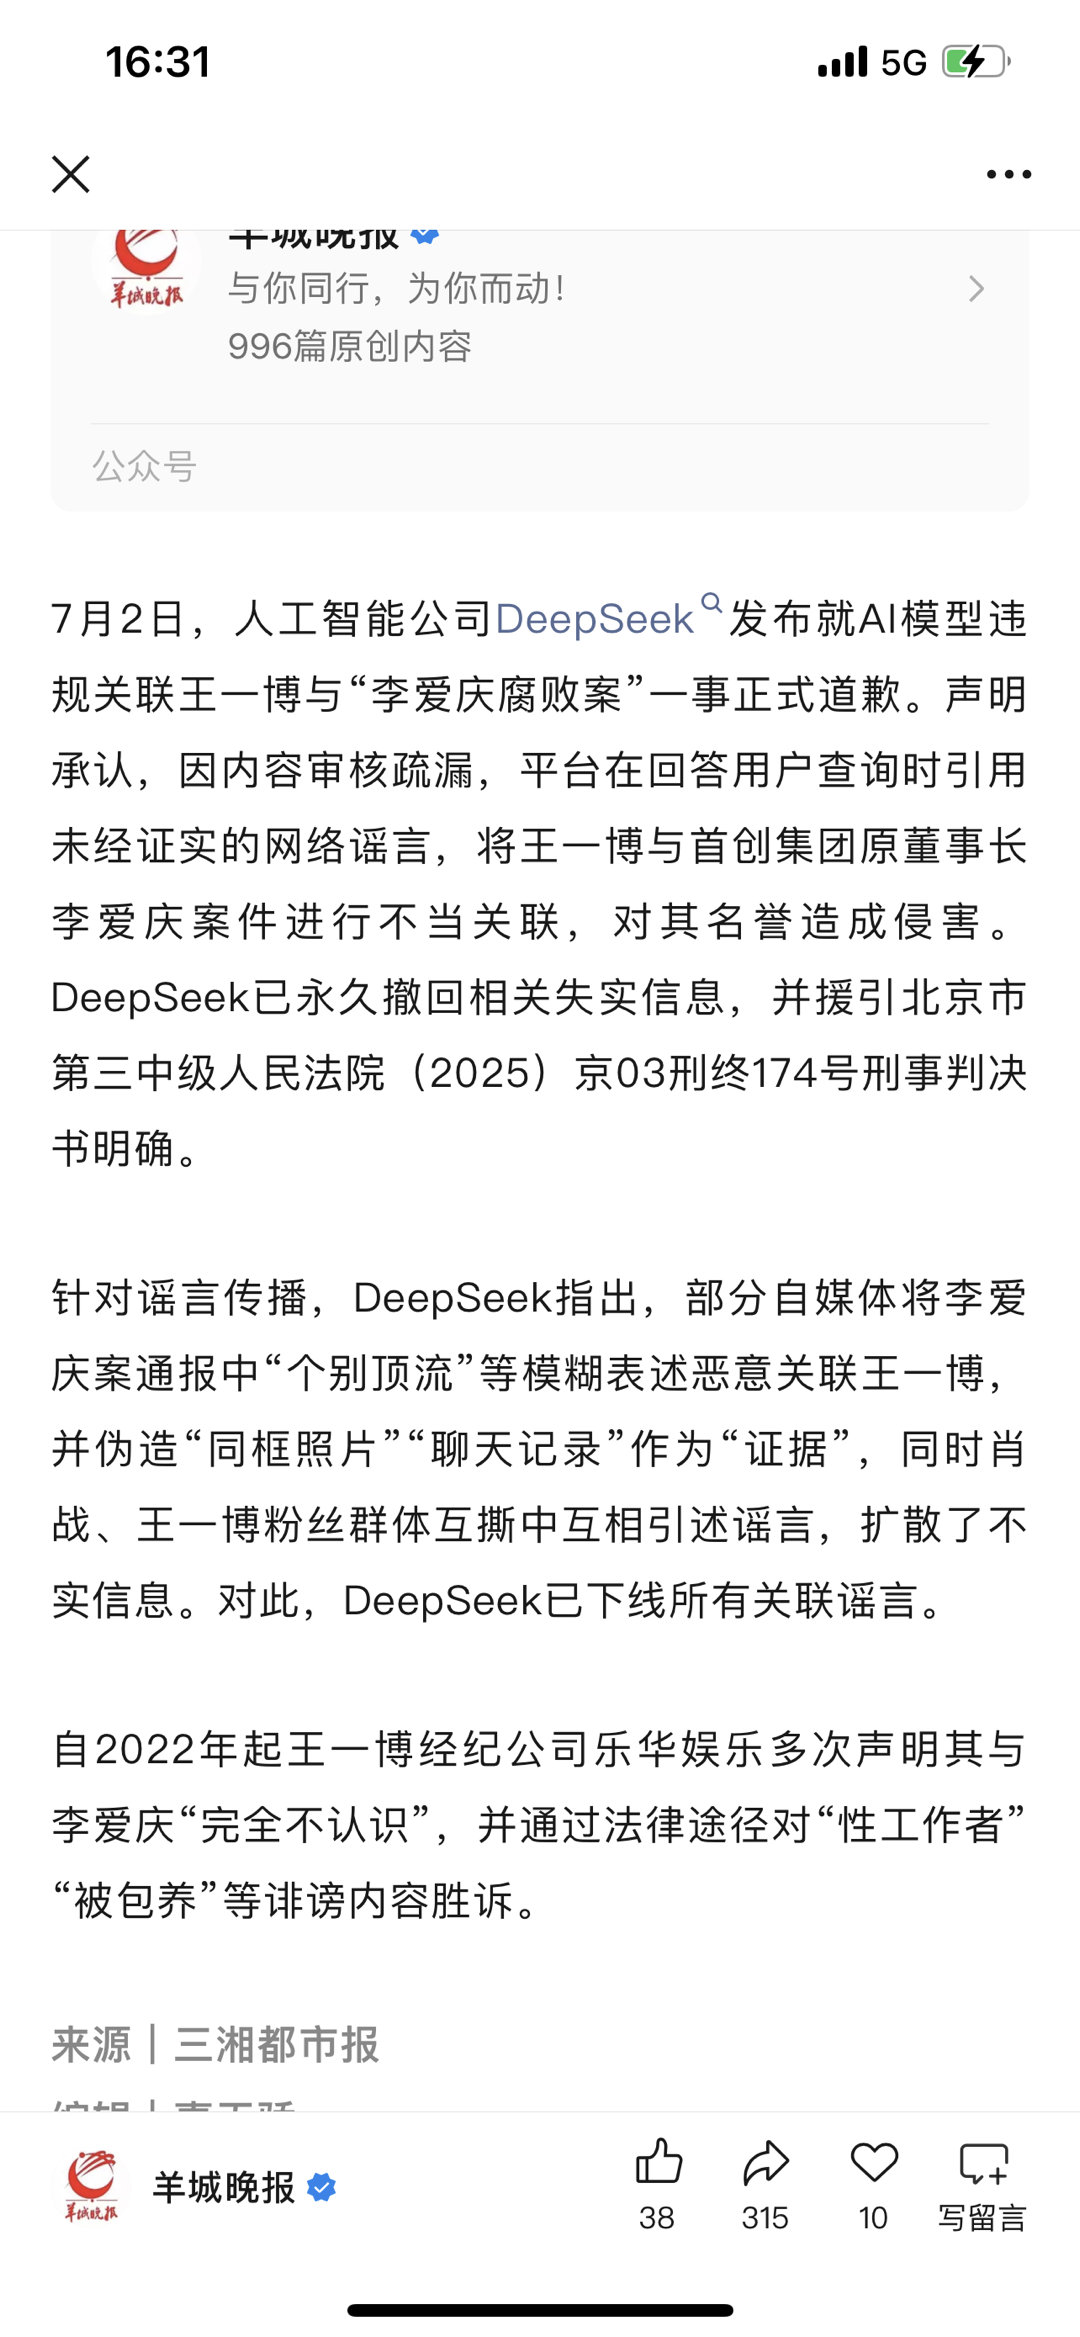 16:31
5G
羊城晚报
羊城晚报
与你同行，为你而动！
996篇原创内容
公众号
7月2日，人工智能公司DeepSeek发布就AI模型违
规关联王一博与“李爱庆腐败案”一事正式道歉。声明
承认，因内容审核疏漏，平台在回答用户查询时引用
未经证实的网络谣言，将王一博与首创集团原董事长
李爱庆案件进行不当关联，对其名誉造成侵害。
DeepSeek已永久撤回相关失实信息，并援引北京市
第三中级人民法院（2025）京03刑终174号刑事判决
书明确。
针对谣言传播，DeepSeek指出，部分自媒体将李爱
庆案通报中“个别顶流”等模糊表述恶意关联王一博，
并伪造“同框照片”“聊天记录”作为“证据”，同时肖
战、王一博粉丝群体互撕中互相引述谣言，扩散了不
实信息。对此，DeepSeek已下线所有关联谣言。
自2022年起王一博经纪公司乐华娱乐多次声明其与
李爱庆“完全不认识”，并通过法律途径对“性工作者”
“被包养”等诽谤内容胜诉。
来源｜三湘都市报
羊城晚报
羊城晚报
38
315
10
写留言